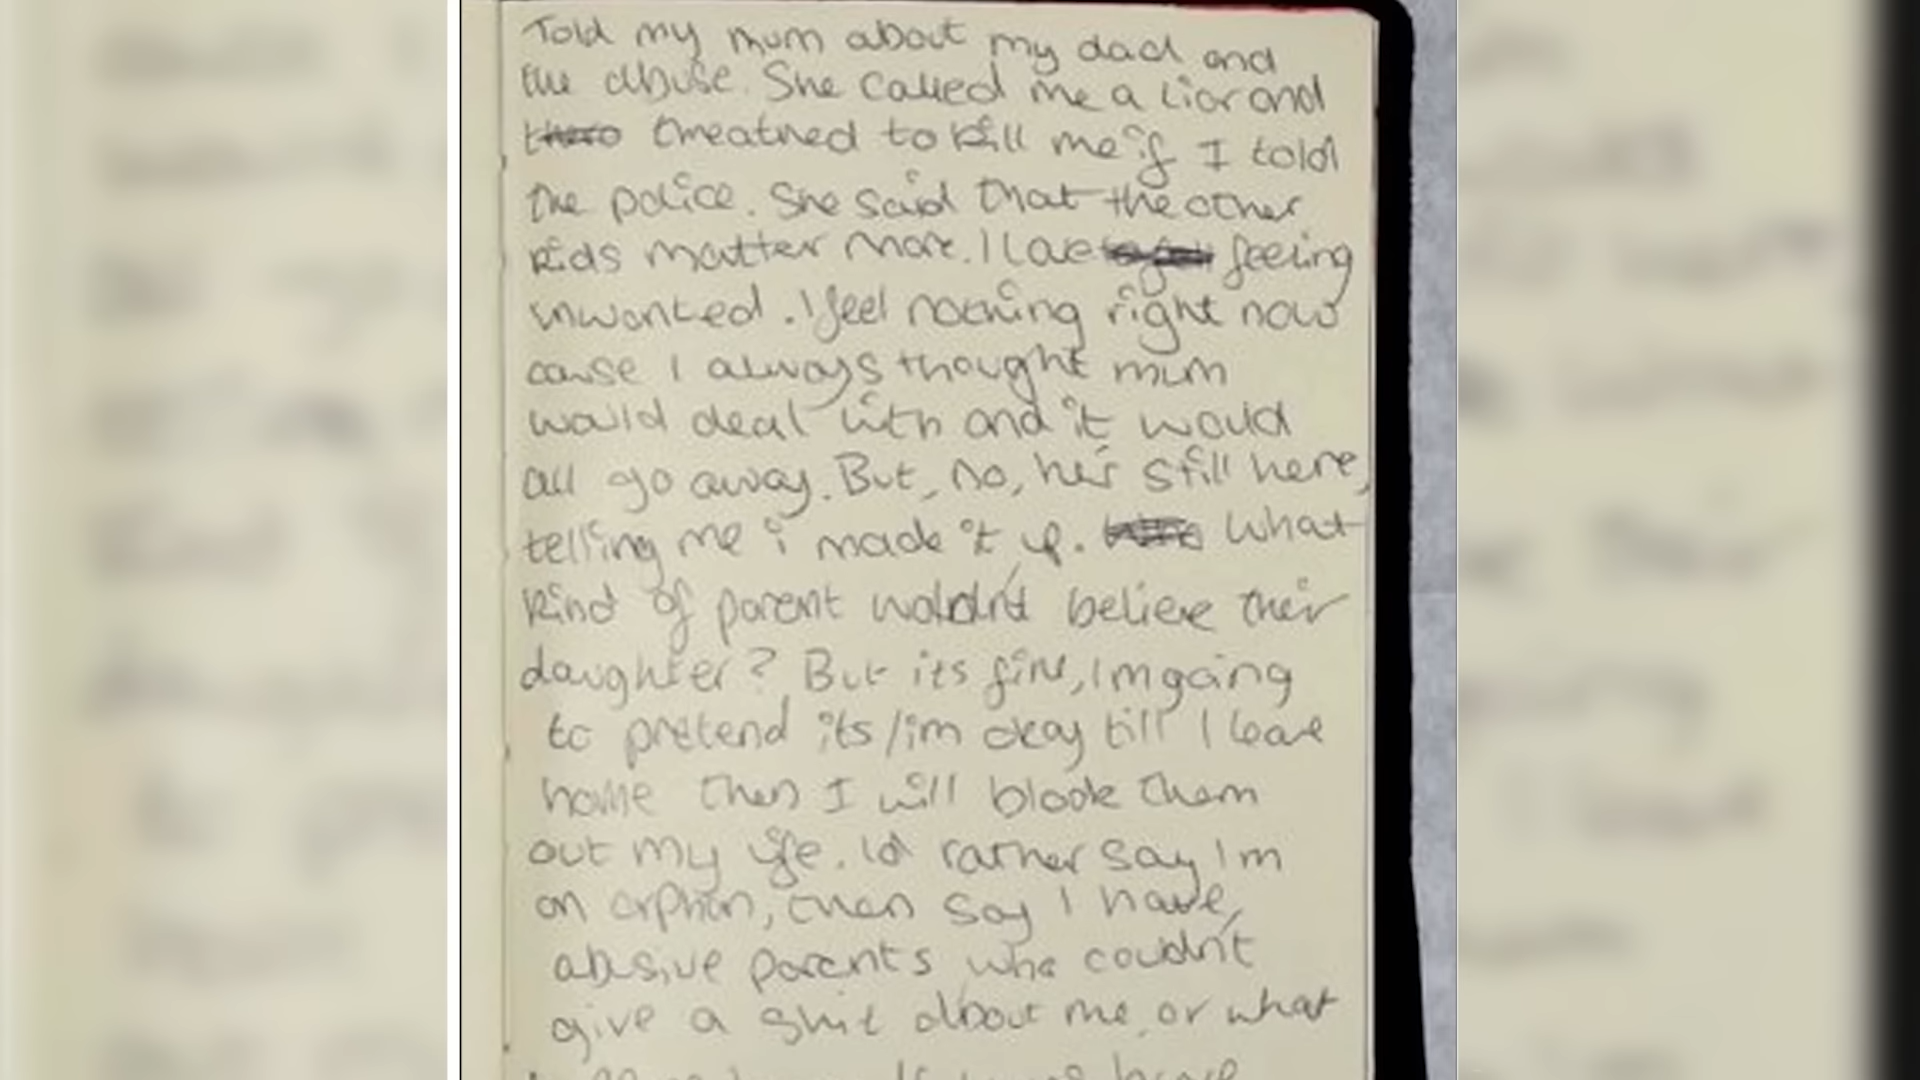 Told my mum about my dad and
the abuse. She called me a liar and
threatned to kill me if I told
the police. She said that the other
kids matter more. I love feeling
unwanted. I feel nothing right now
cause I always thought mum
would deal with and it would
all go away. But, no, he's still here,
telling me i made it up. What
kind of parent wouldn't believe their
daughter? But its fine, Im going
to pretend its/im okay till I leave
home then I will blook them
out my life. Id rather say Im
an orphan, then say I have
abusive parents who couldn't
give a shit about me or what